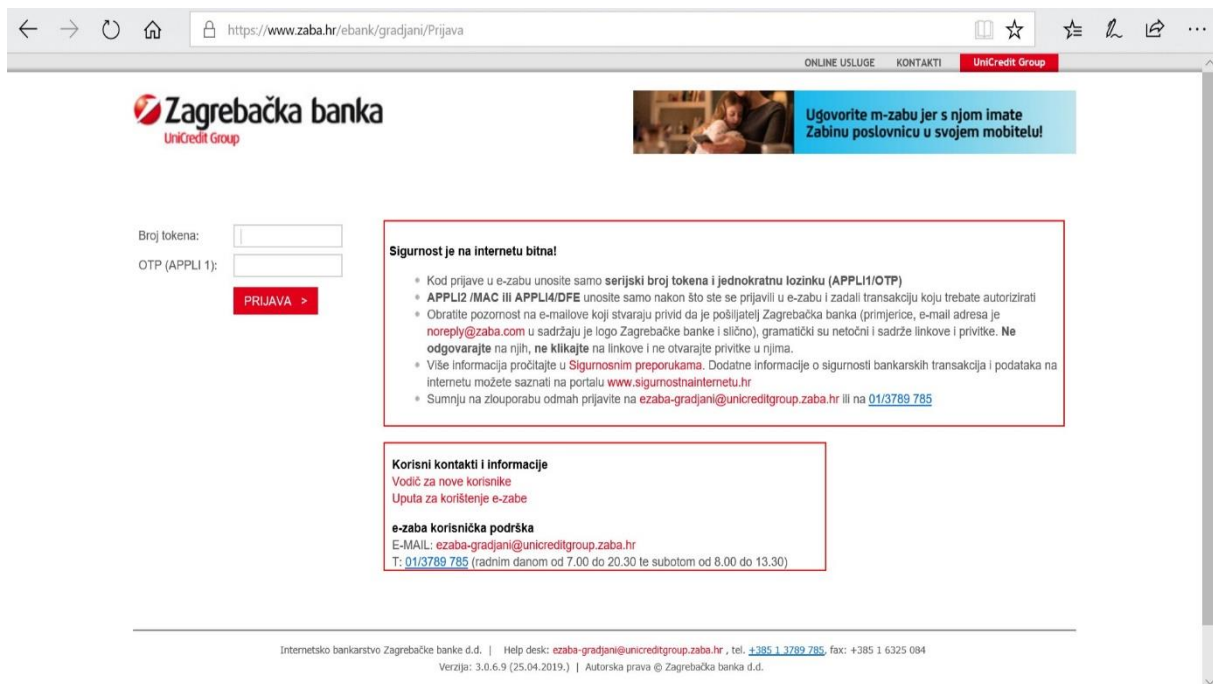 https://www.zaba.hr/ebank/gradjani/Prijava
ONLINE USLUGE KONTAKTI UniCredit Group
Zagrebačka banka
UniCredit Group
Ugovorite m-zabu jer s njom imate
Zabinu poslovnicu u svojem mobitelu!
Broj tokena:
OTP (APPLI 1):
PRIJAVA >
Sigurnost je na internetu bitna!
Kod prijave u e-zabu unosite samo serijski broj tokena i jednokratnu lozinku (APPLI1/OTP)
APPLI2 /MAC ili APPLI4/DFE unosite samo nakon što ste se prijavili u e-zabu i zadali transakciju koju trebate autorizirati
Obratite pozornost na e-mailove koji stvaraju privid da je pošiljatelj Zagrebačka banka (primjerice, e-mail adresa je
noreply@zaba.com u sadržaju je logo Zagrebačke banke i slično), gramatički su netočni i sadrže linkove i privitke. Ne
odgovarajte na njih, ne klikajte na linkove i ne otvarajte privitke u njima.
Više informacija pročitajte u Sigurnosnim preporukama. Dodatne informacije o sigurnosti bankarskih transakcija i podataka na
internetu možete saznati na portalu www.sigurnostnainternetu.hr
Sumnju na zlouporabu odmah prijavite na ezaba-gradjani@unicreditgroup.zaba.hr ili na 01/3789 785
Korisni kontakti i informacije
Vodič za nove korisnike
Uputa za korištenje e-zabe
e-zaba korisnička podrška
E-MAIL: ezaba-gradjani@unicreditgroup.zaba.hr
T: 01/3789 785 (radnim danom od 7.00 do 20.30 te subotom od 8.00 do 13.30)
Internetsko bankarstvo Zagrebačke banke d.d. | Help desk: ezaba-gradjani@unicreditgroup.zaba.hr , tel. +385 1 3789 785, fax: +385 1 6325 084
Verzija: 3.0.6.9 (25.04.2019.) | Autorska prava © Zagrebačka banka d.d.